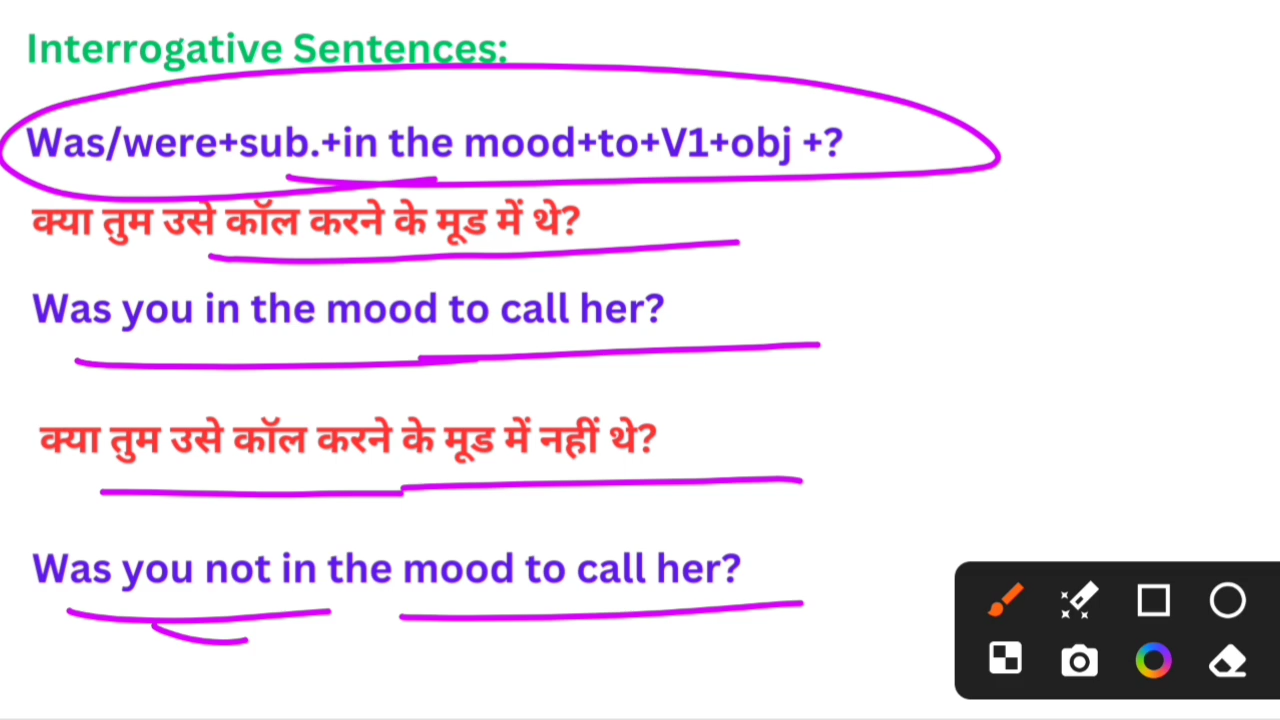 Interrogative Sentences:
Was/were+sub.+in the mood+to+V1+obj +?
क्या तुम उसे कॉल करने के मूड में थे?
Was you in the mood to call her?
क्या तुम उसे कॉल करने के मूड में नहीं थे?
Was you not in the mood to call her?